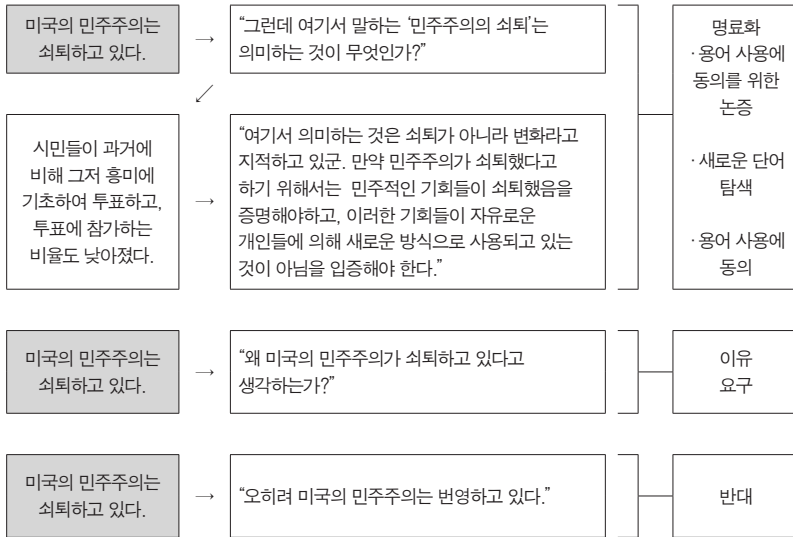 미국의 민주주의는
쇠퇴하고 있다.
→
“그런데 여기서 말하는 ‘민주주의의 쇠퇴’는
의미하는 것이 무엇인가?”
↙
시민들이 과거에
비해 그저 흥미에
기초하여 투표하고,
투표에 참가하는
비율도 낮아졌다.
→
“여기서 의미하는 것은 쇠퇴가 아니라 변화라고
지적하고 있군. 만약 민주주의가 쇠퇴했다고
하기 위해서는 민주적인 기회들이 쇠퇴했음을
증명해야하고, 이러한 기회들이 자유로운
개인들에 의해 새로운 방식으로 사용되고 있는
것이 아님을 입증해야 한다.”
명료화
· 용어 사용에
동의를 위한
논증
· 새로운 단어
탐색
· 용어 사용에
동의
미국의 민주주의는
쇠퇴하고 있다.
→
“왜 미국의 민주주의가 쇠퇴하고 있다고
생각하는가?”
이유
요구
미국의 민주주의는
쇠퇴하고 있다.
→
“오히려 미국의 민주주의는 번영하고 있다.”
반대